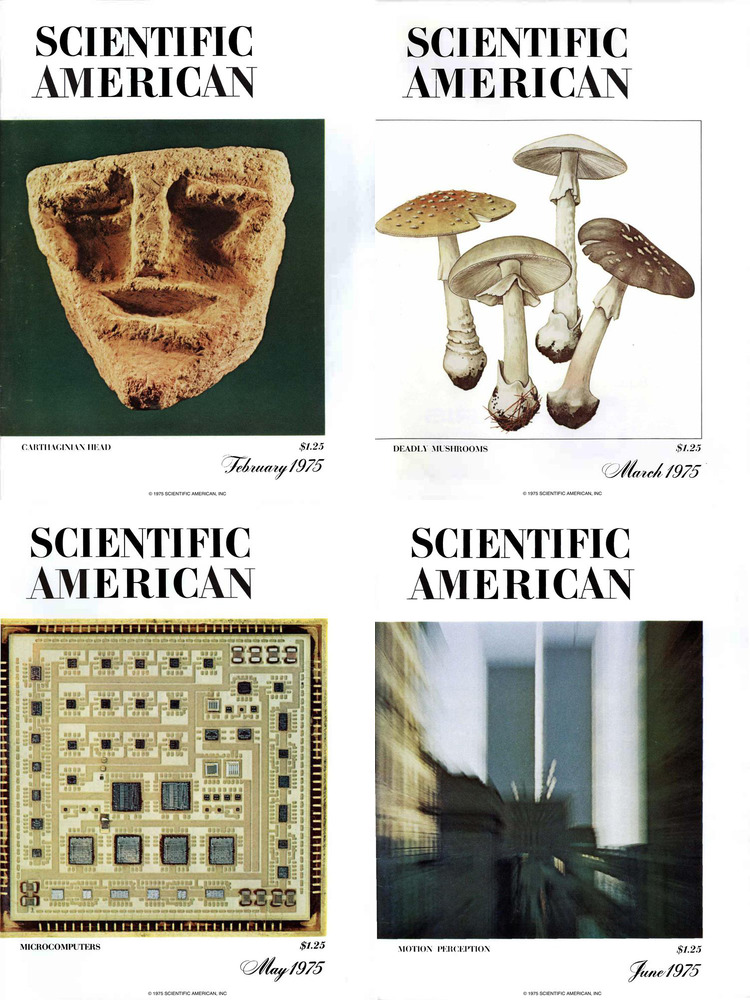 SCIENTIFIC
AMERICAN
CARTHAGINIAN HEAD
$1.25
February 1975
© 1975 SCIENTIFIC AMERICAN, INC
SCIENTIFIC
AMERICAN
DEADLY MUSHROOMS
$1.25
March 1975
© 1975 SCIENTIFIC AMERICAN, INC
SCIENTIFIC
AMERICAN
MICROCOMPUTERS
$1.25
May 1975
© 1975 SCIENTIFIC AMERICAN, INC
SCIENTIFIC
AMERICAN
MOTION PERCEPTION
$1.25
June 1975
© 1975 SCIENTIFIC AMERICAN, INC